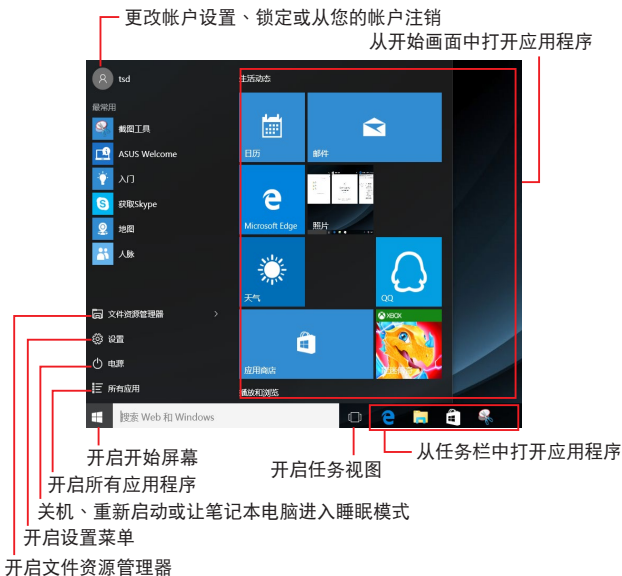 更改帐户设置、锁定或从您的帐户注销
从开始画面中打开应用程序
tsd
生活动态
最常用
截图工具
ASUS Welcome
入门
获取Skype
地图
人脉
日历
邮件
Microsoft Edge
照片
天气
QQ
XBOX
应用商店
播放和浏览
文件资源管理器
设置
电源
所有应用
搜索 Web 和 Windows
开启开始屏幕
开启任务视图
从任务栏中打开应用程序
开启所有应用程序
关机、重新启动或让笔记本电脑进入睡眠模式
开启设置菜单
开启文件资源管理器